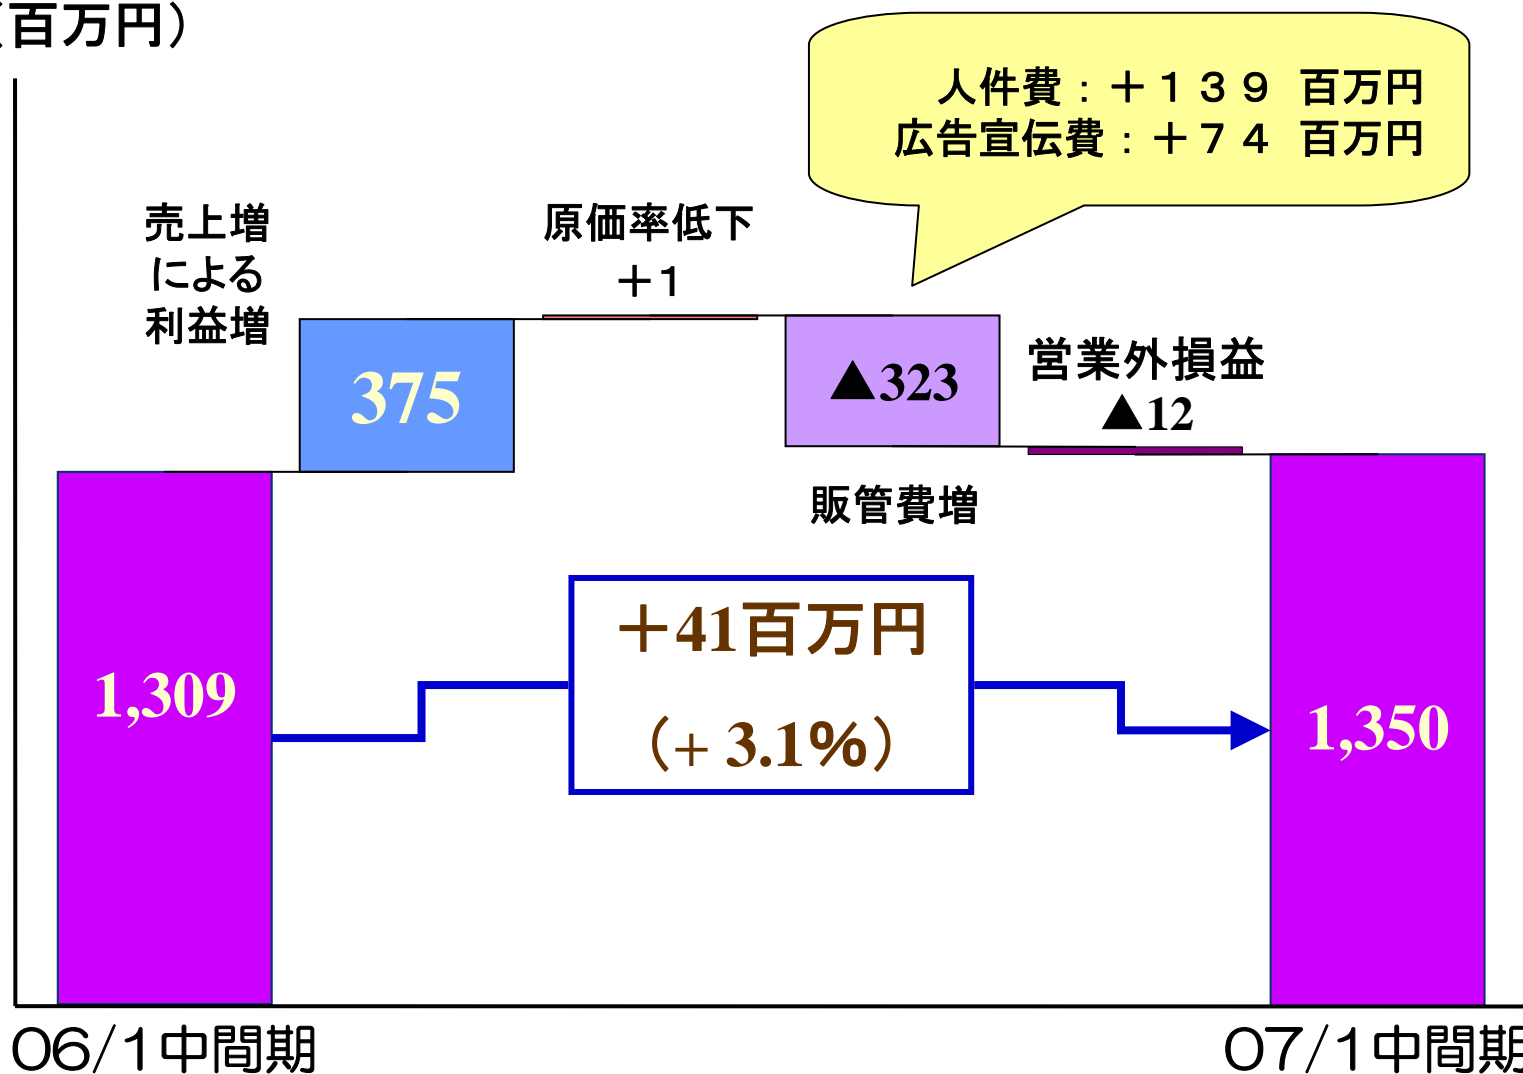 （百万円）
人件費：＋１３９ 百万円
広告宣伝費：＋７４ 百万円
売上増
による
利益増
原価率低下
＋1
375
▲323
営業外損益
▲12
販管費増
＋41百万円
（+ 3.1％）
1,309
1,350
06/1中間期
07/1中間期